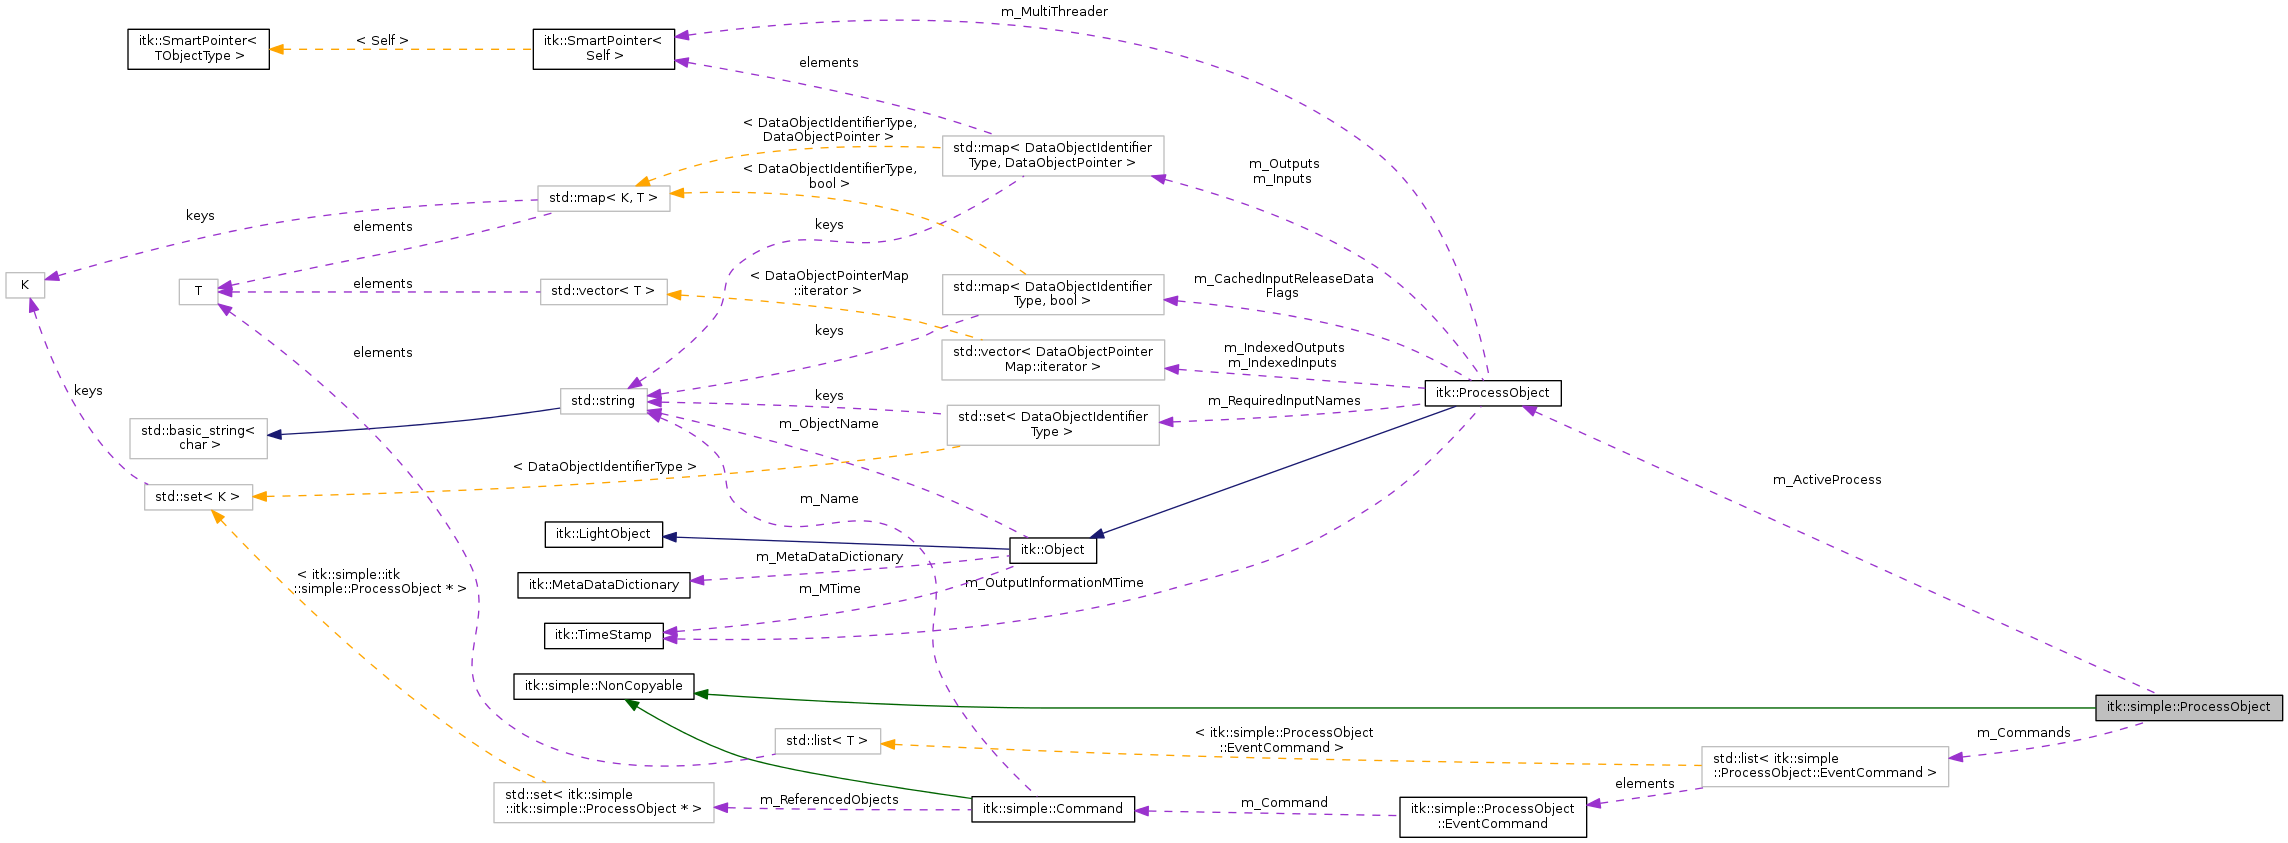 m_MultiThreader
itk::SmartPointer<
TObjectType >
< Self >
itk::SmartPointer<
Self >
elements
< DataObjectIdentifierType,
DataObjectPointer >
std::map< DataObjectIdentifier
Type, DataObjectPointer >
< DataObjectIdentifierType,
bool >
m_Outputs
m_Inputs
std::map< K, T >
keys
elements
keys
K
T
elements
std::vector< T >
< DataObjectPointerMap
::iterator >
std::map< DataObjectIdentifier
Type, bool >
m_CachedInputReleaseData
Flags
keys
elements
std::vector< DataObjectPointer
Map::iterator >
m_IndexedOutputs
m_IndexedInputs
keys
std::string
keys
itk::ProcessObject
m_RequiredInputNames
std::set< DataObjectIdentifier
Type >
m_ObjectName
std::basic_string<
char >
< DataObjectIdentifierType >
std::set< K >
m_Name
m_ActiveProcess
itk::LightObject
itk::Object
m_MetaDataDictionary
< itk::simple::itk
::simple::ProcessObject * >
itk::MetaDataDictionary
m_MTime
m_OutputInformationMTime
itk::TimeStamp
itk::simple::NonCopyable
itk::simple::ProcessObject
std::list< T >
< itk::simple::ProcessObject
::EventCommand >
m_Commands
std::list< itk::simple
::ProcessObject::EventCommand >
elements
std::set< itk::simple
::itk::simple::ProcessObject * >
m_ReferencedObjects
itk::simple::Command
m_Command
itk::simple::ProcessObject
::EventCommand